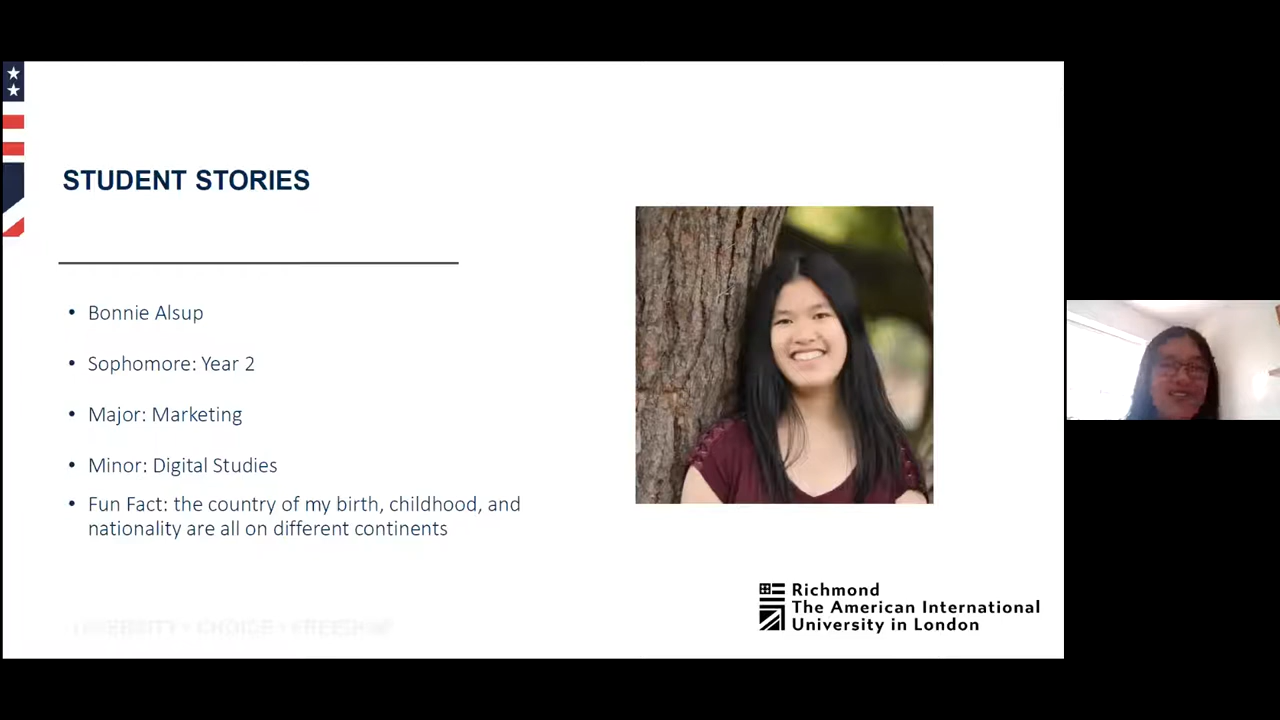 STUDENT STORIES
• Bonnie Alsup
• Sophomore: Year 2
• Major: Marketing
• Minor: Digital Studies
• Fun Fact: the country of my birth, childhood, and
nationality are all on different continents
Richmond
The American International
University in London